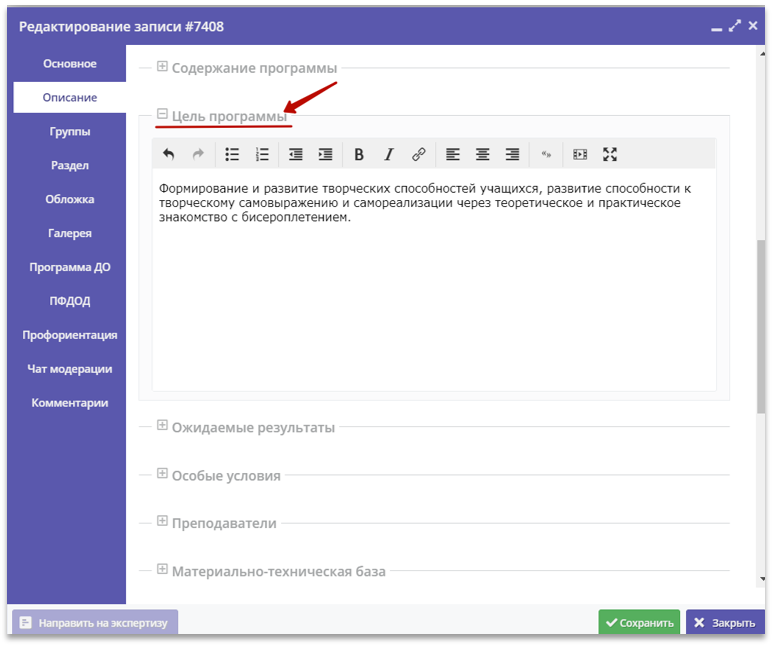 Редактирование записи #7408
Основное
Описание
Группы
Раздел
Обложка
Галерея
Программа ДО
ПФДОД
Профориентация
Чат модерации
Комментарии
Содержание программы
Цель программы
Формирование и развитие творческих способностей учащихся, развитие способности к
творческому самовыражению и самореализации через теоретическое и практическое
знакомство с бисероплетением.
Ожидаемые результаты
Особые условия
Преподаватели
Материально-техническая база
Направить на экспертизу
Сохранить
Закрыть